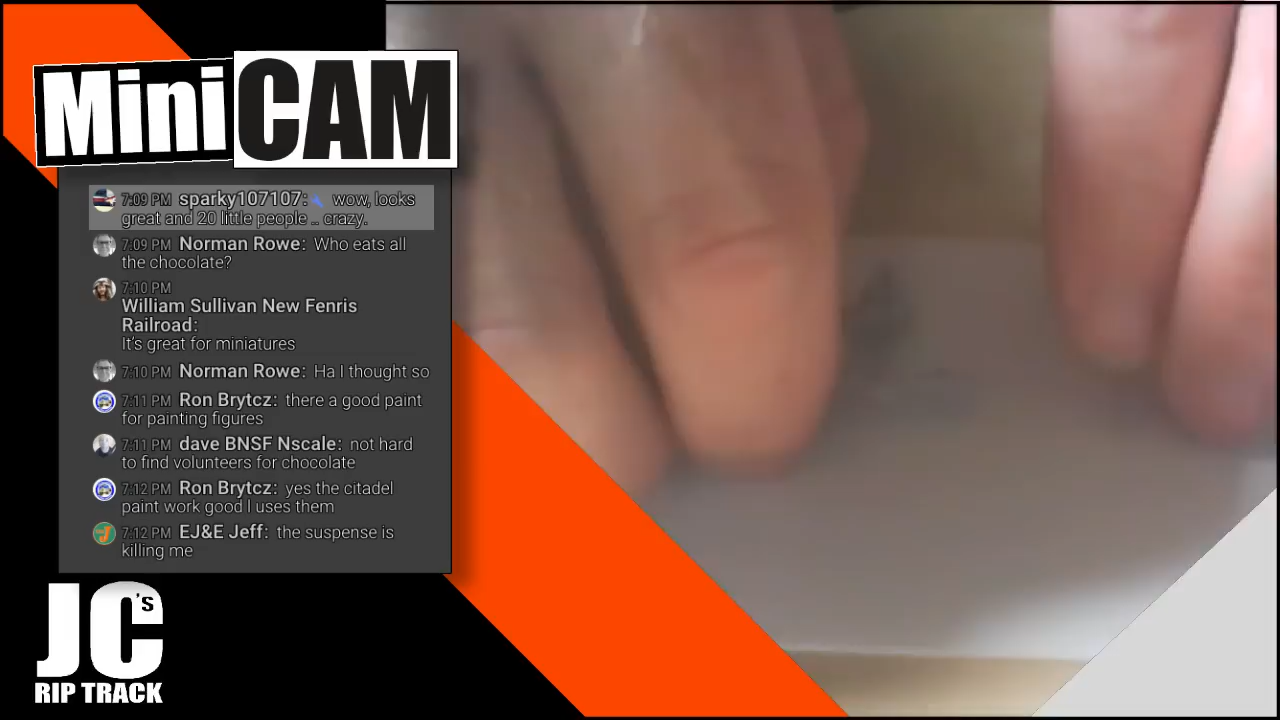 MiniCAM
7:09 PM sparky107107: wow, looks
great and 20 little people .. crazy.
7:09 PM Norman Rowe: Who eats all
the chocolate?
7:10 PM
William Sullivan New Fenris
Railroad:
It's great for miniatures
7:10 PM Norman Rowe: Ha I thought so
7:11 PM Ron Brytcz: there a good paint
for painting figures
7:11 PM dave BNSF Nscale: not hard
to find volunteers for chocolate
7:12 PM Ron Brytcz: yes the citadel
paint work good I uses them
7:12 PM EJ&E Jeff: the suspense is
killing me
JC's
RIP TRACK